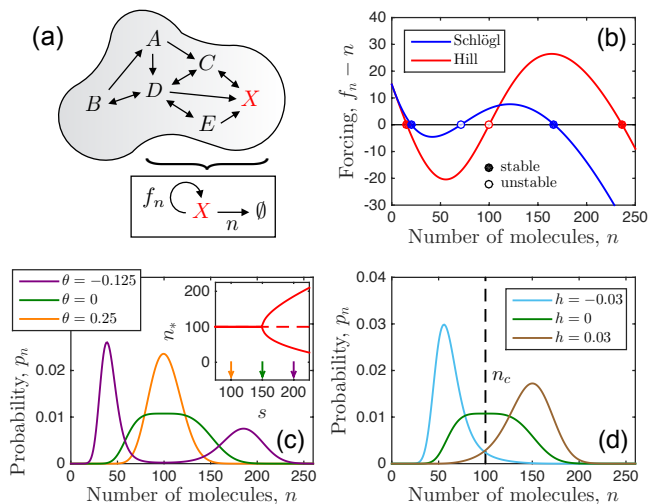 (a)
A
C
B
D
X
E
f_n
X
n
∅
(b)
Schlögl
Hill
Forcing, f_n − n
40
30
20
10
0
-10
-20
-30
stable
unstable
0 50 100 150 200 250
Number of molecules, n
(c)
θ = −0.125
θ = 0
θ = 0.25
Probability, p_n
0.02
0.01
0
0 50 100 150 200 250
Number of molecules, n
n_*
200
100
0
100 150 200
s
(d)
h = −0.03
h = 0
h = 0.03
n_c
Probability, p_n
0.04
0.03
0.02
0.01
0
0 50 100 150 200 250
Number of molecules, n